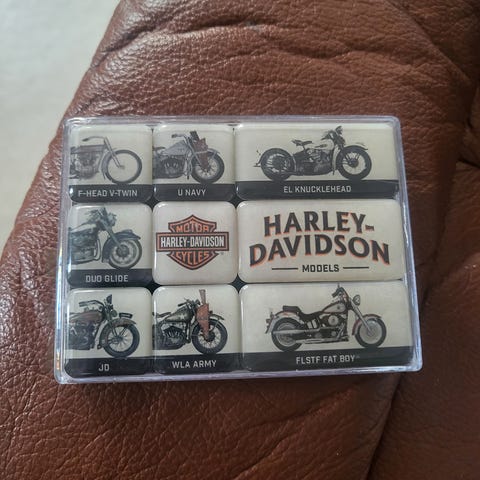 F-HEAD V-TWIN
U NAVY
EL KNUCKLEHEAD
DUO GLIDE
MOTOR
HARLEY-DAVIDSON
CYCLES
HARLEY-
DAVIDSON
MODELS
JD
WLA ARMY
FLSTF FAT BOY